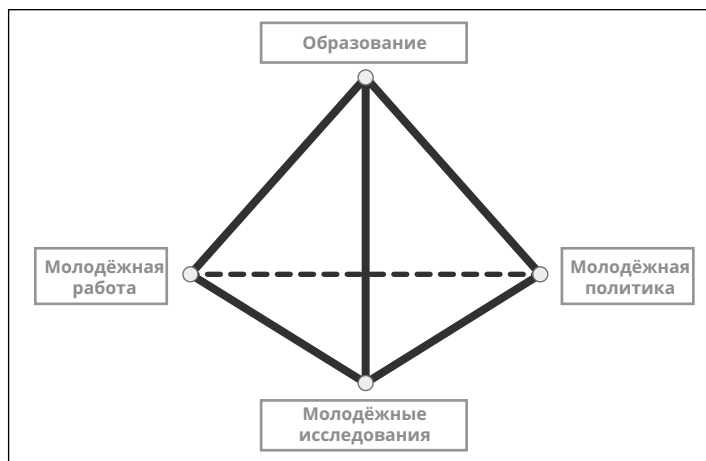 Образование
Молодёжная
работа
Молодёжная
политика
Молодёжные
исследования